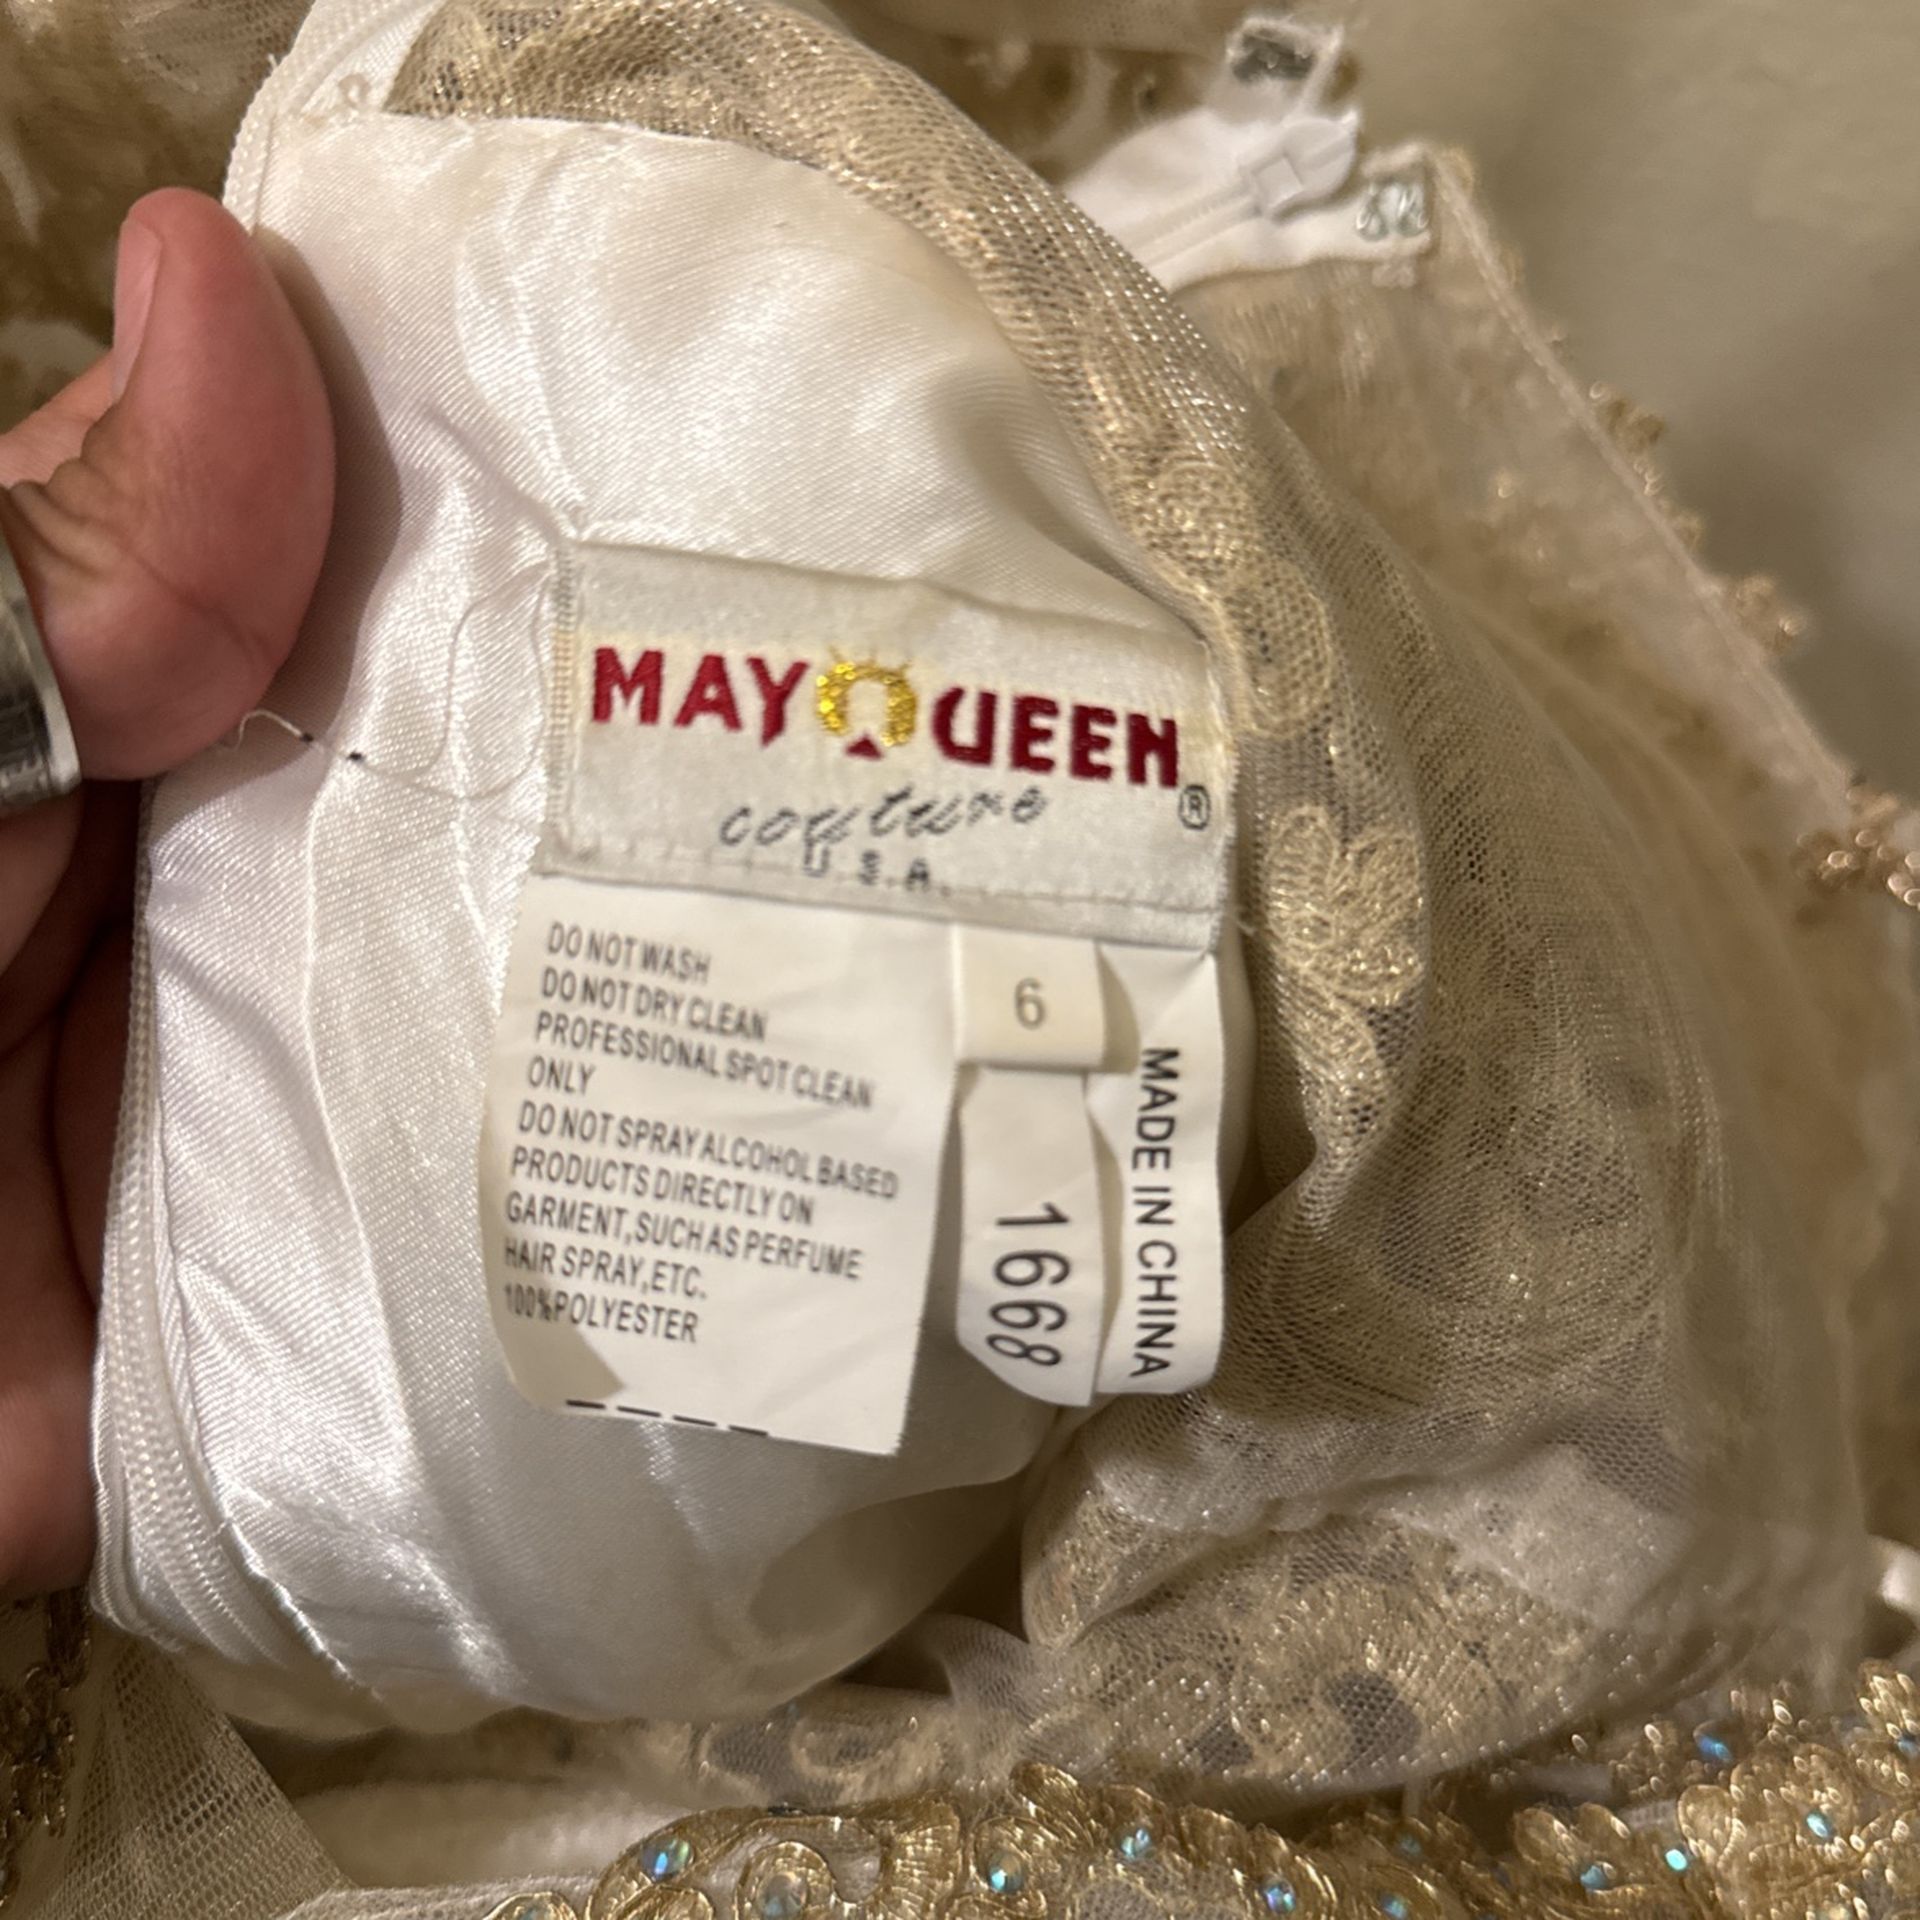 MAYQUEEN
couture ®
U.S.A.
DO NOT WASH
DO NOT DRY CLEAN
PROFESSIONAL SPOT CLEAN
ONLY
DO NOT SPRAY ALCOHOL BASED
PRODUCTS DIRECTLY ON
GARMENT,SUCH AS PERFUME
HAIR SPRAY,ETC.
100%POLYESTER
6
1668
MADE IN CHINA